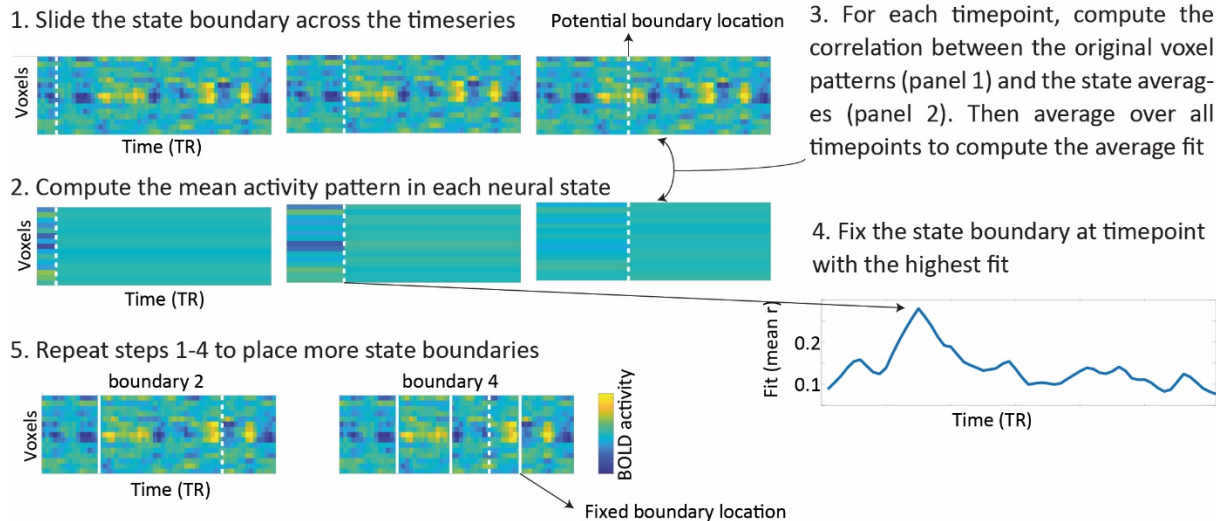 1. Slide the state boundary across the timeseries
Potential boundary location
Voxels
Time (TR)
2. Compute the mean activity pattern in each neural state
Voxels
Time (TR)
3. For each timepoint, compute the
correlation between the original voxel
patterns (panel 1) and the state averag-
es (panel 2). Then average over all
timepoints to compute the average fit
4. Fix the state boundary at timepoint
with the highest fit
Fit (mean r)
0.2
0.1
Time (TR)
5. Repeat steps 1-4 to place more state boundaries
boundary 2
boundary 4
Voxels
Time (TR)
BOLD activity
Fixed boundary location